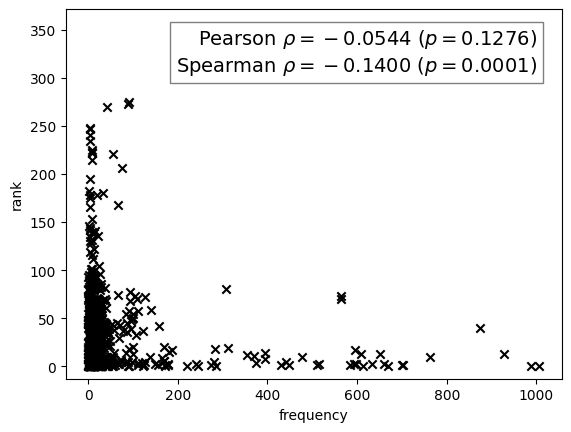 Pearson ρ = −0.0544 (p = 0.1276)
Spearman ρ = −0.1400 (p = 0.0001)
350
300
250
200
150
100
50
0
rank
0 200 400 600 800 1000
frequency